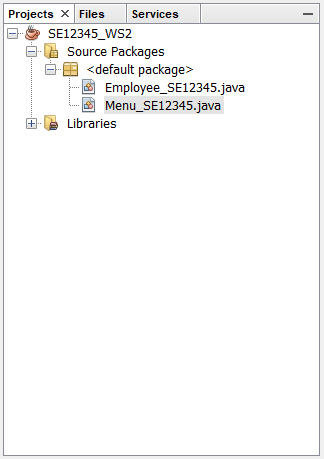 Projects Files Services
SE12345_WS2
Source Packages
<default package>
Employee_SE12345.java
Menu_SE12345.java
Libraries